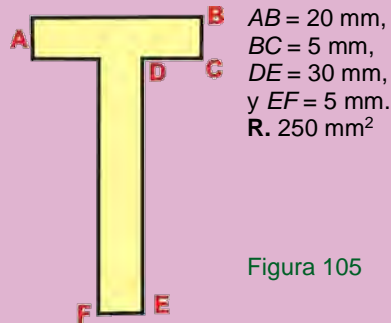 A
B
C
D
F
E
AB = 20 mm,
BC = 5 mm,
DE = 30 mm,
y EF = 5 mm.
R. 250 mm²
Figura 105